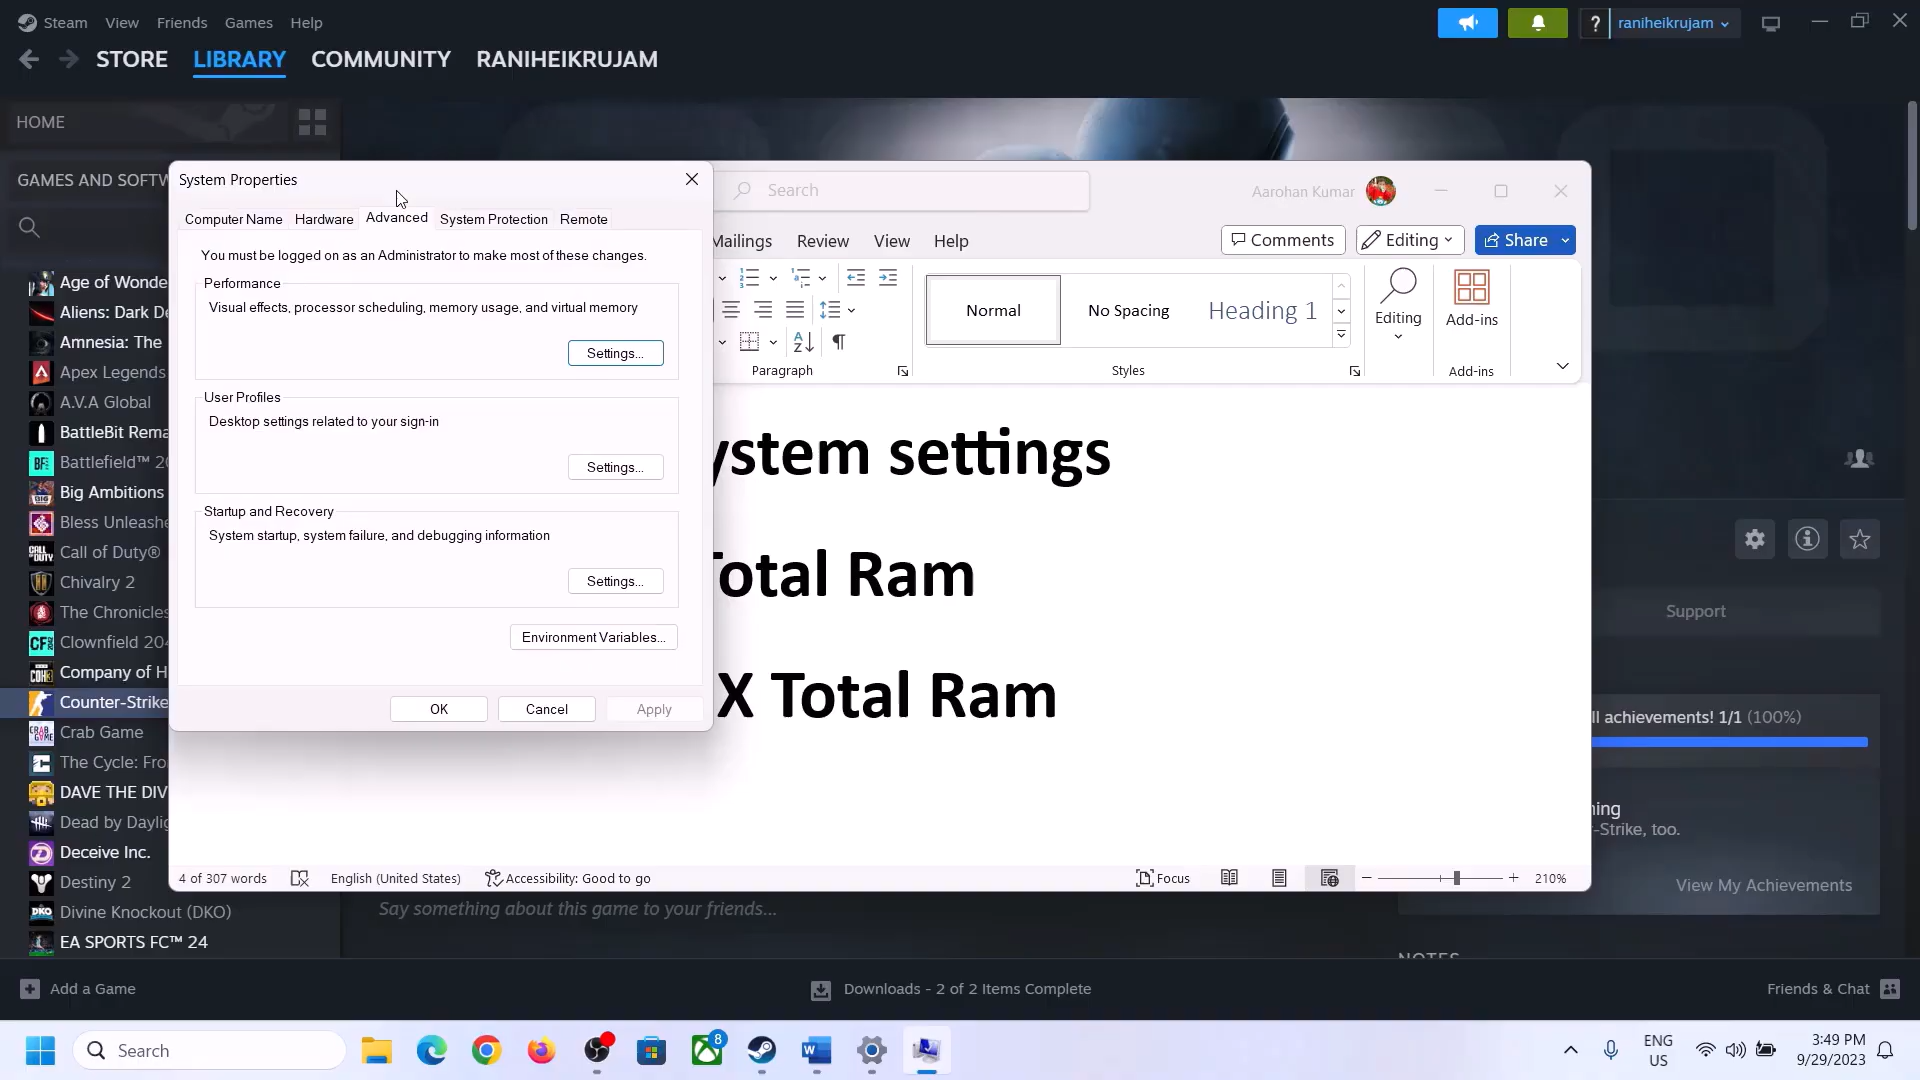 Steam View Friends Games Help
raniheikrujam
STORE LIBRARY COMMUNITY RANIHEIKRUJAM
HOME
GAMES AND SOFTW
Age of Wonde
Aliens: Dark De
Amnesia: The
Apex Legends
A.V.A Global
BattleBit Rema
Battlefield™ 20
Big Ambitions
Bless Unleashe
Call of Duty®
Chivalry 2
The Chronicles
Clownfield 204
Company of H
Counter-Strike
Crab Game
The Cycle: Fro
DAVE THE DIV
Dead by Daylig
Deceive Inc.
Destiny 2
Divine Knockout (DKO)
EA SPORTS FC™ 24
System Properties
Computer Name Hardware Advanced System Protection Remote
You must be logged on as an Administrator to make most of these changes.
Performance
Visual effects, processor scheduling, memory usage, and virtual memory
Settings...
User Profiles
Desktop settings related to your sign-in
Settings...
Startup and Recovery
System startup, system failure, and debugging information
Settings...
Environment Variables...
OK Cancel Apply
Search
Aarohan Kumar
Mailings Review View Help
Comments Editing Share
Normal No Spacing Heading 1
Editing
Add-ins
Paragraph Styles Add-ins
ystem settings
Total Ram
X Total Ram
4 of 307 words English (United States) Accessibility: Good to go Focus 210%
Support
ll achievements! 1/1 (100%)
ning
-Strike, too.
View My Achievements
Say something about this game to your friends...
NOTES
Add a Game Downloads - 2 of 2 Items Complete Friends & Chat
Search
8
ENG
US
3:49 PM
9/29/2023